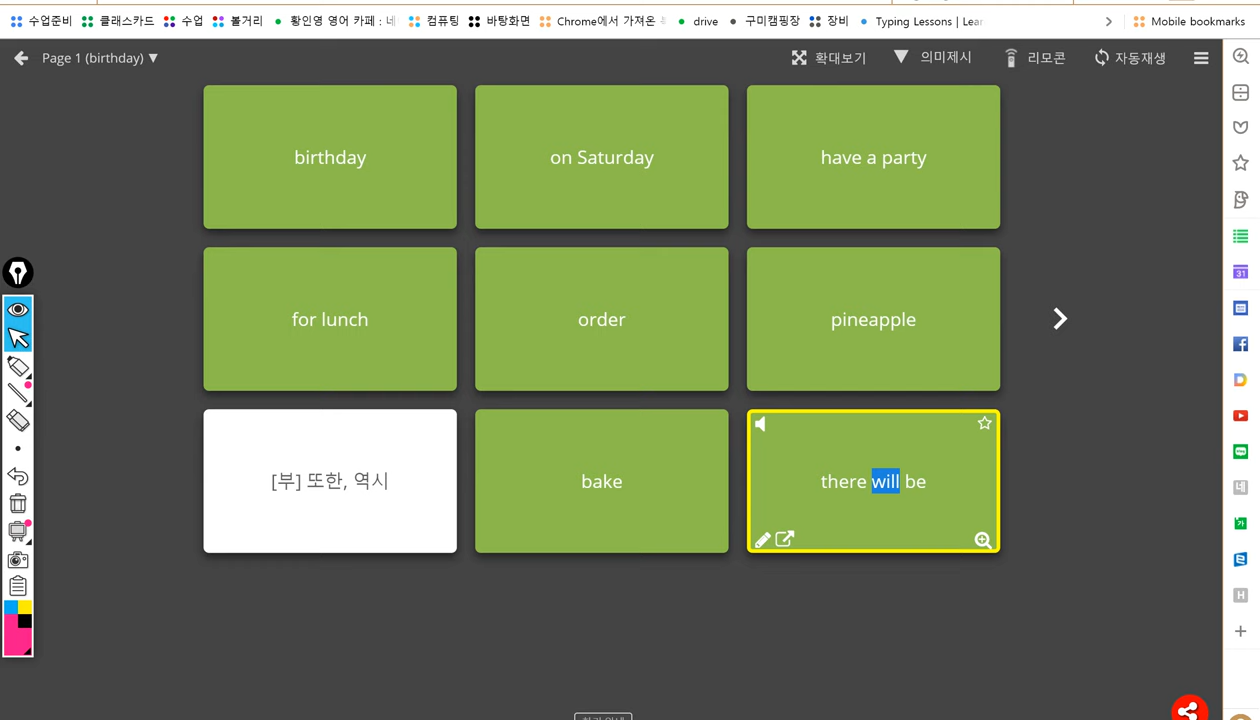 수업준비 클래스카드 수업 볼거리 황인영 영어 카페 : 네 컴퓨팅 바탕화면 Chrome에서 가져온 drive 구미캠핑장 장비 Typing Lessons | Lear Mobile bookmarks
Page 1 (birthday) ▼ 확대보기 ▼ 의미제시 리모콘 자동재생
birthday on Saturday have a party
for lunch order pineapple
[부] 또한, 역시 bake there will be
31